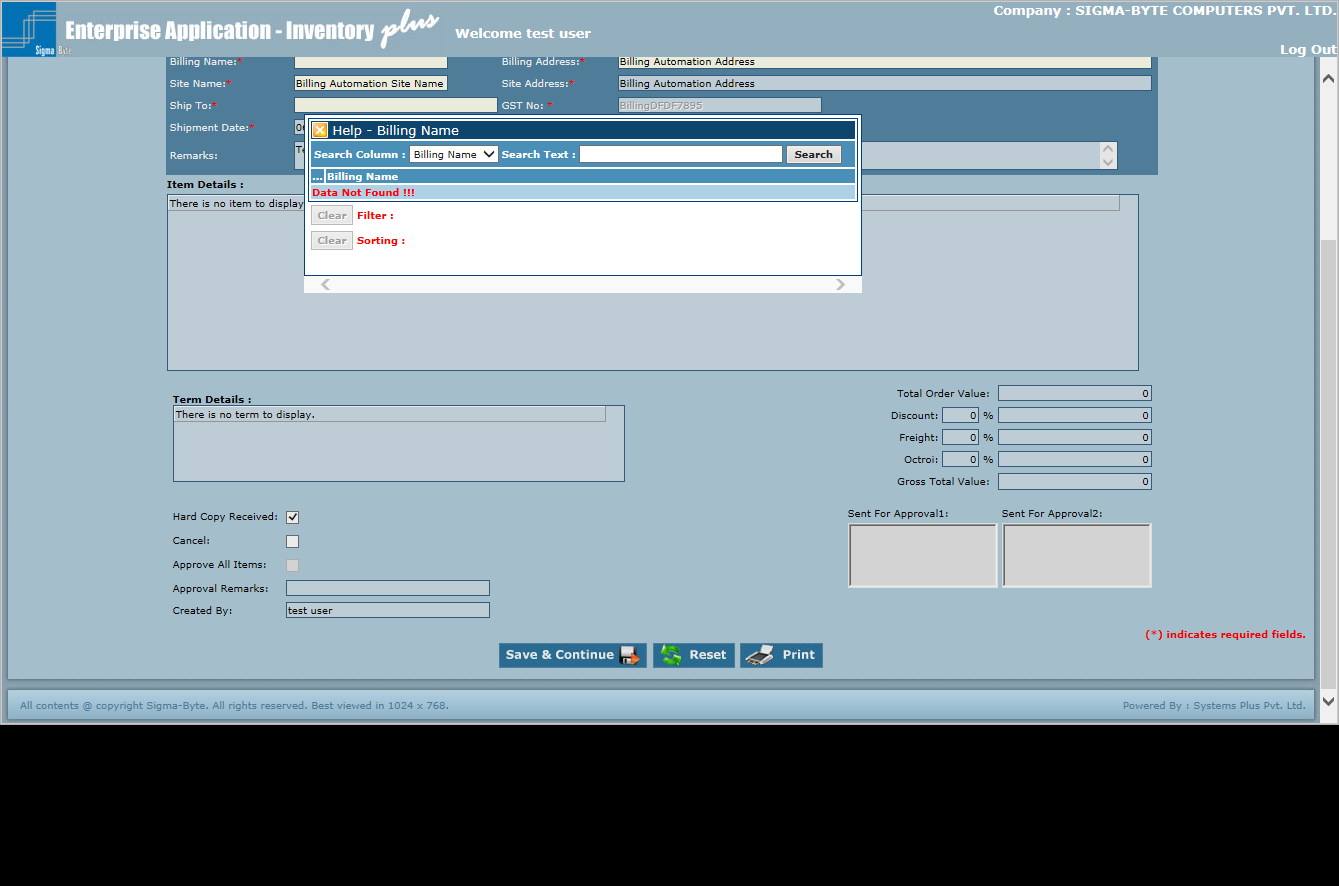 Company : SIGMA-BYTE COMPUTERS PVT. LTD.
Enterprise Application - Inventory plus
Welcome test user
Sigma Byte
Log Out
Billing Name:*
Billing Address:*
Billing Automation Address
Site Name:*
Billing Automation Site Name
Site Address:*
Billing Automation Address
Ship To:*
GST No: *
BillingDFDF7895
Shipment Date:*
Remarks:
Help - Billing Name
Search Column :
Billing Name
Search Text :
Search
...
Billing Name
Data Not Found !!!
Clear
Filter :
Clear
Sorting :
Item Details :
There is no item to display
Term Details :
There is no term to display.
Total Order Value:
0
Discount:
0
%
0
Freight:
0
%
0
Octroi:
0
%
0
Gross Total Value:
0
Hard Copy Received:
Cancel:
Approve All Items:
Approval Remarks:
Created By:
test user
Sent For Approval1:
Sent For Approval2:
(*) indicates required fields.
Save & Continue
Reset
Print
All contents @ copyright Sigma-Byte. All rights reserved. Best viewed in 1024 x 768.
Powered By : Systems Plus Pvt. Ltd.